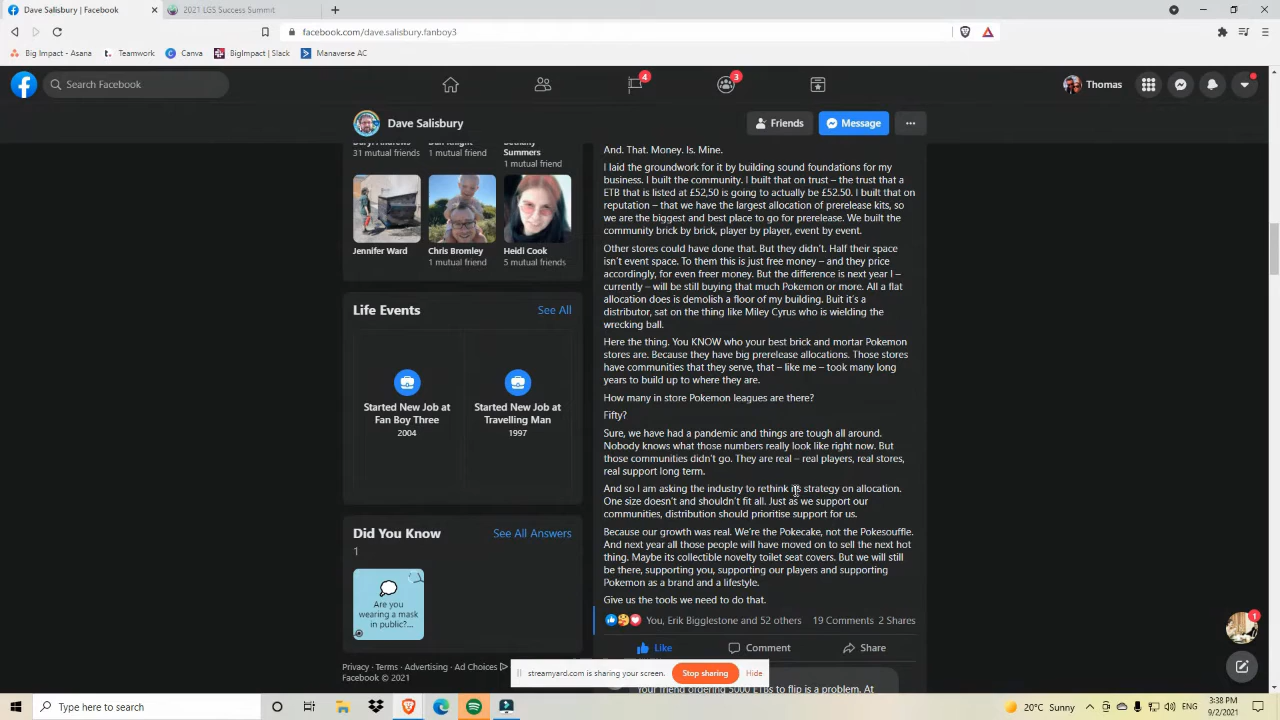 Dave Salisbury | Facebook
2021 LGS Success Summit
facebook.com/dave.salisbury.fanboy3
Big Impact - Asana
Teamwork
Canva
BigImpact | Slack
Manaverse AC
Search Facebook
4
3
Thomas
Dave Salisbury
Friends
Message
31 mutual friends
1 mutual friend
Summers
1 mutual friend
Jennifer Ward
Chris Bromley
1 mutual friend
Heidi Cook
5 mutual friends
Life Events
See All
Started New Job at
Fan Boy Three
2004
Started New Job at
Travelling Man
1997
Did You Know
See All Answers
1
Are you
wearing a mask
in public?...
Privacy · Terms · Advertising · Ad Choices
Facebook © 2021
And. That. Money. Is. Mine.
I laid the groundwork for it by building sound foundations for my
business. I built the community. I built that on trust – the trust that a
ETB that is listed at £52,50 is going to actually be £52.50. I built that on
reputation – that we have the largest allocation of prerelease kits, so
we are the biggest and best place to go for prerelease. We built the
community brick by brick, player by player, event by event.
Other stores could have done that. But they didn't. Half their space
isn't event space. To them this is just free money – and they price
accordingly, for even freer money. But the difference is next year I –
currently – will be still buying that much Pokemon or more. All a flat
allocation does is demolish a floor of my building. Buit it's a
distributor, sat on the thing like Miley Cyrus who is wielding the
wrecking ball.
Here the thing. You KNOW who your best brick and mortar Pokemon
stores are. Because they have big prerelease allocations. Those stores
have communities that they serve, that – like me – took many long
years to build up to where they are.
How many in store Pokemon leagues are there?
Fifty?
Sure, we have had a pandemic and things are tough all around.
Nobody knows what those numbers really look like right now. But
those communities didn't go. They are real – real players, real stores,
real support long term.
And so I am asking the industry to rethink its strategy on allocation.
One size doesn't and shouldn't fit all. Just as we support our
communities, distribution should prioritise support for us.
Because our growth was real. We're the Pokecake, not the Pokesouffle.
And next year all those people will have moved on to sell the next hot
thing. Maybe its collectible novelty toilet seat covers. But we will still
be there, supporting you, supporting our players and supporting
Pokemon as a brand and a lifestyle.
Give us the tools we need to do that.
You, Erik Bigglestone and 52 others
19 Comments 2 Shares
Like
Comment
Share
Your friend ordering 5000 ETBs to flip is a problem. At
streamyard.com is sharing your screen.
Stop sharing
Hide
1
Type here to search
20°C Sunny
ENG
3:38 PM
9/2/2021